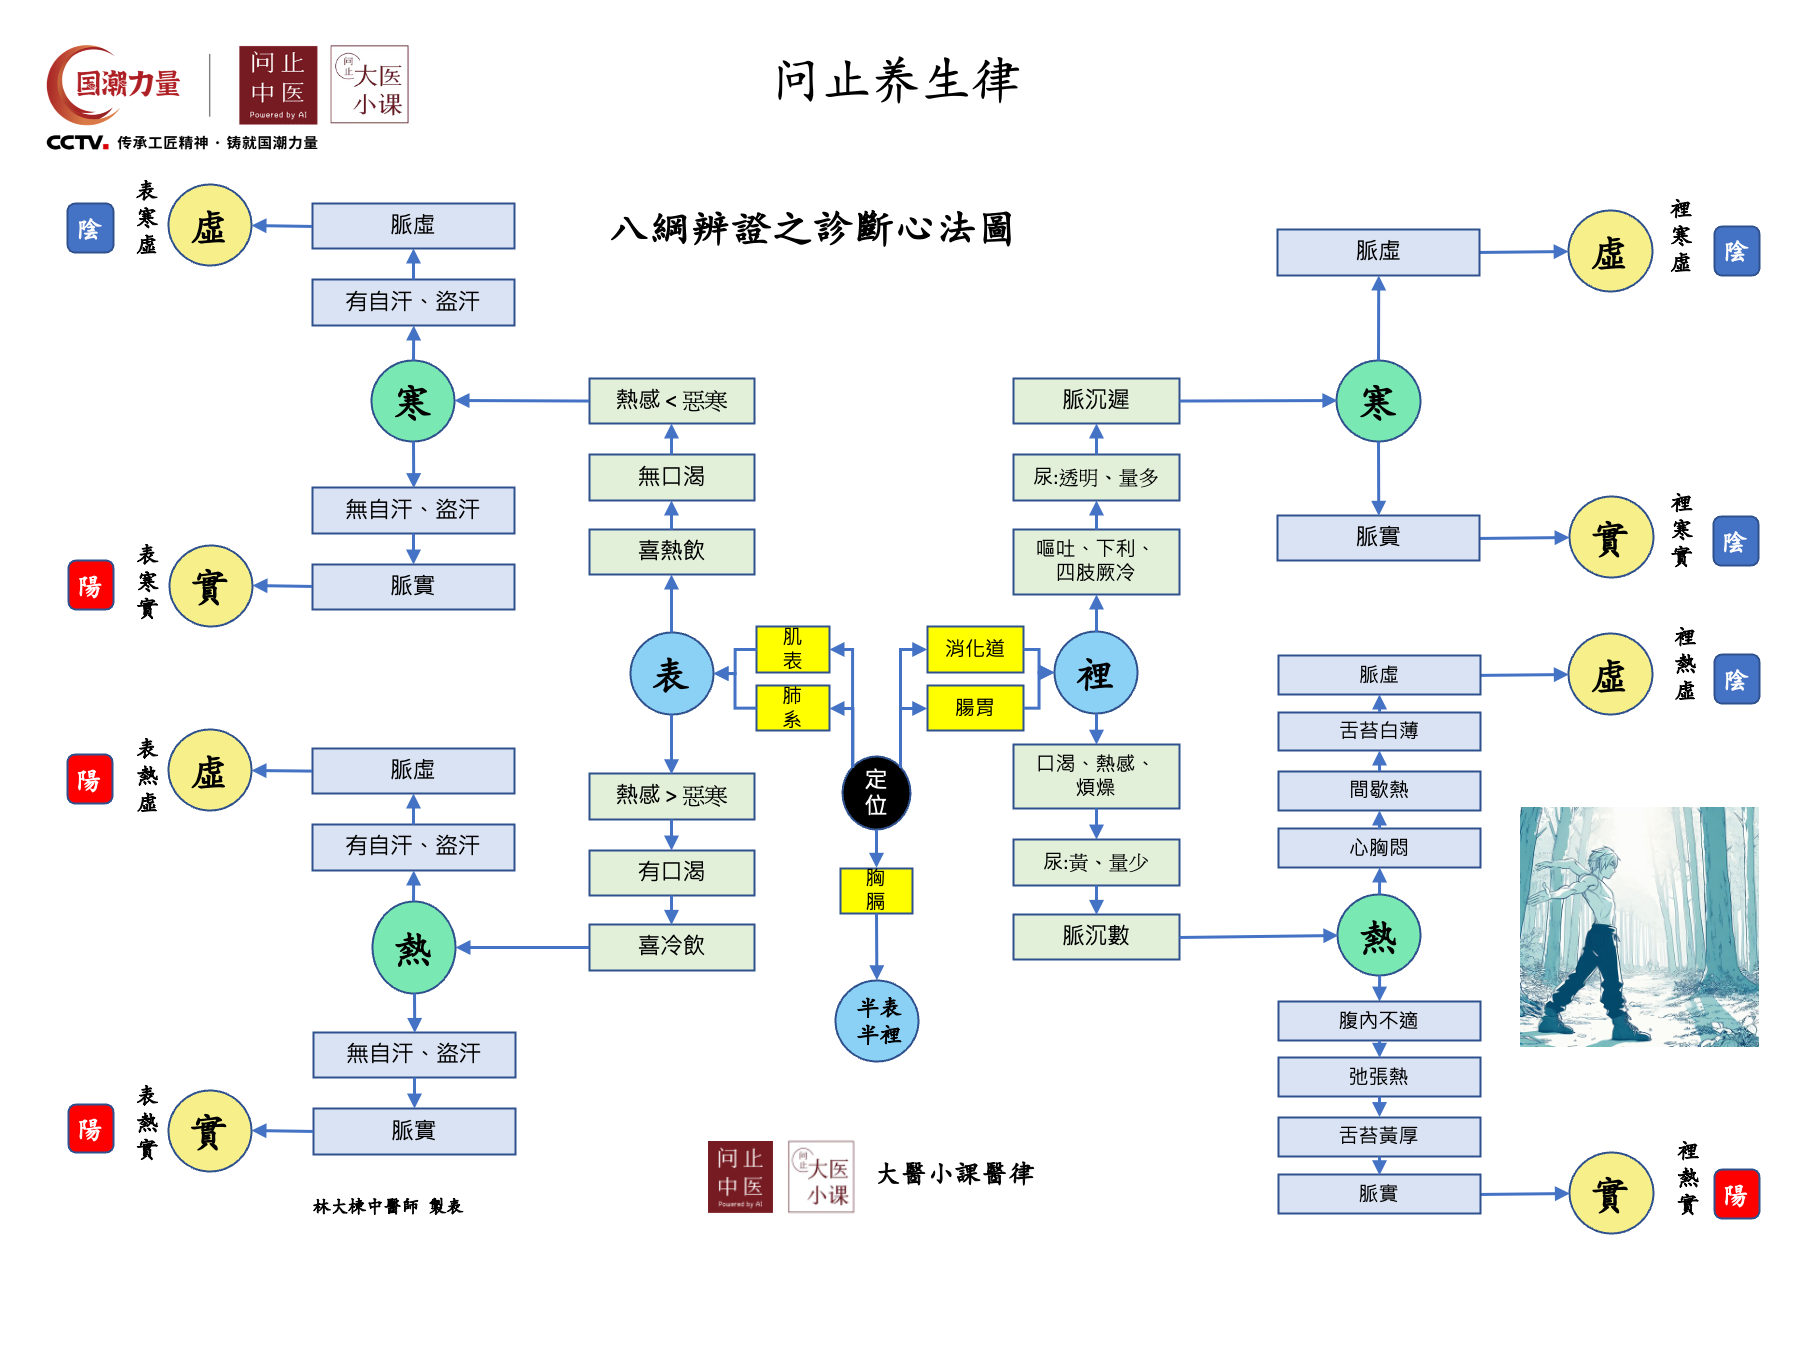 国潮力量
CCTV. 传承工匠精神 · 铸就国潮力量
问止
中医
Powered by AI
问止
大医
小课
问止养生律
八綱辨證之診斷心法圖
陰
表寒虛
虛
脈虛
有自汗、盜汗
寒
無自汗、盜汗
脈實
實
表寒實
陽
熱感 < 惡寒
無口渴
喜熱飲
表
肌表
肺系
熱感 > 惡寒
有口渴
喜冷飲
陽
表熱虛
虛
脈虛
有自汗、盜汗
熱
無自汗、盜汗
脈實
實
表熱實
陽
定位
胸膈
半表
半裡
消化道
腸胃
裡
脈沉遲
尿:透明、量多
嘔吐、下利、
四肢厥冷
口渴、熱感、
煩燥
尿:黃、量少
脈沉數
脈虛
虛
裡寒虛
陰
寒
脈實
實
裡寒實
陰
脈虛
虛
裡熱虛
陰
舌苔白薄
間歇熱
心胸悶
熱
腹內不適
弛張熱
舌苔黃厚
脈實
實
裡熱實
陽
林大棟中醫師 製表
问止
中医
Powered by AI
问止
大医
小课
大醫小課醫律